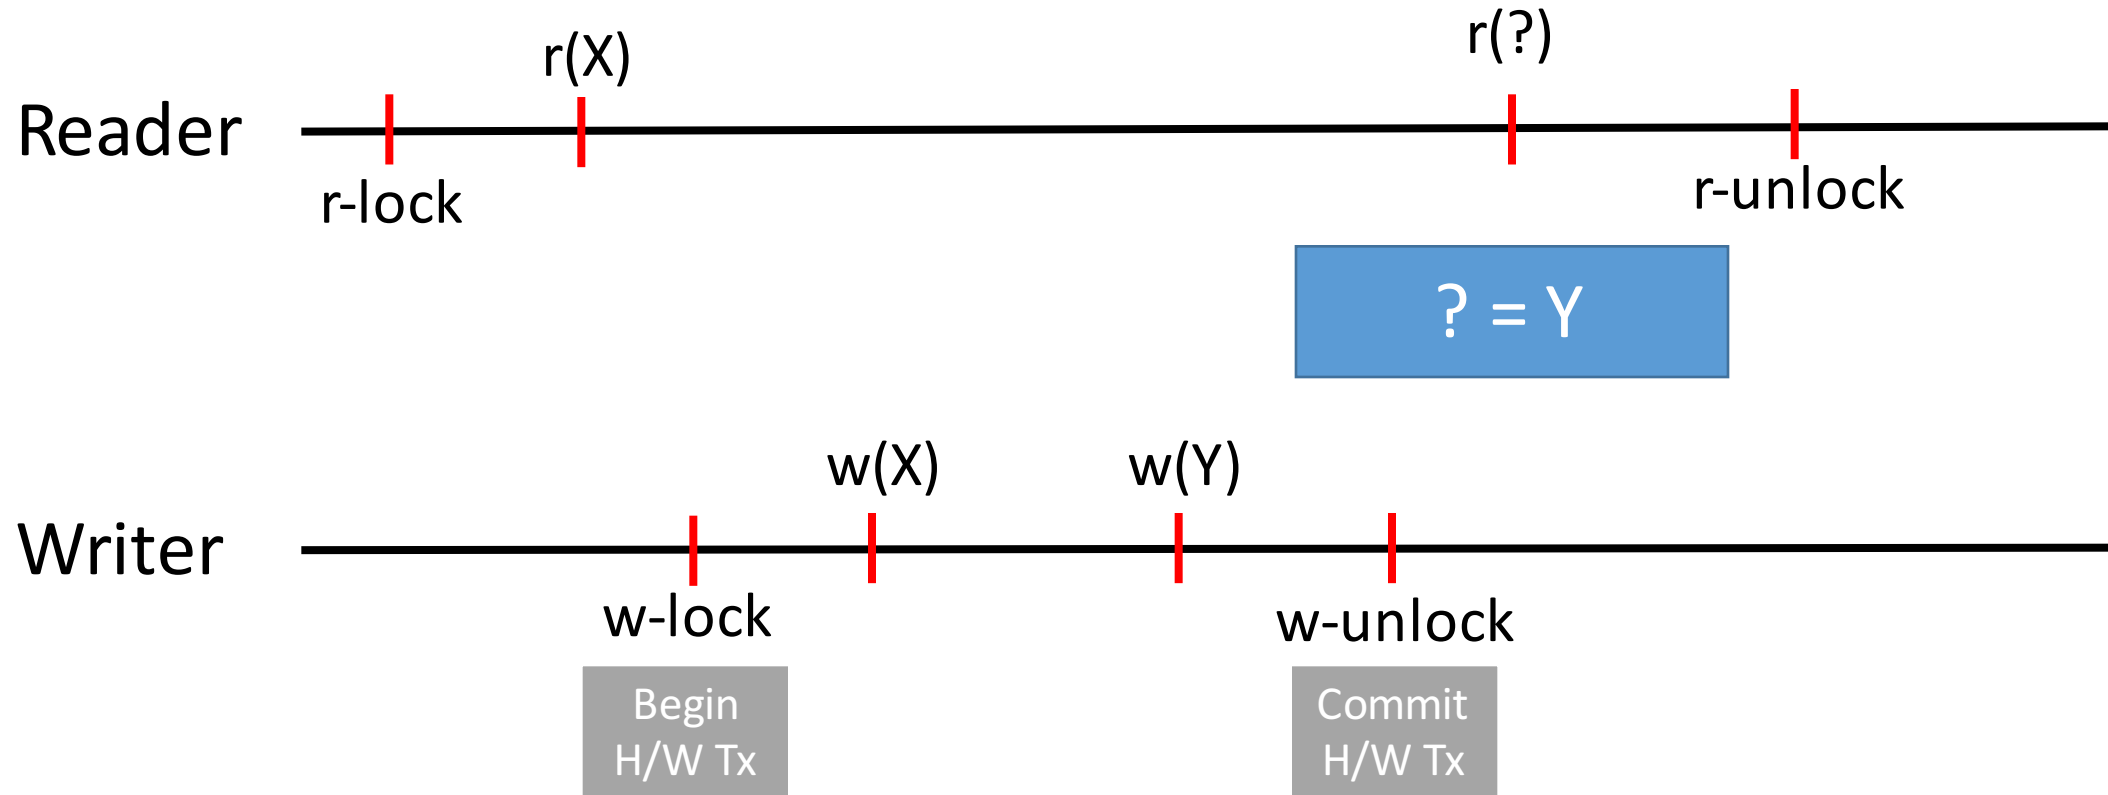 r(X)
r(?)
Reader
r-lock
r-unlock
? = Y
w(X)
w(Y)
Writer
w-lock
w-unlock
Begin
H/W Tx
Commit
H/W Tx